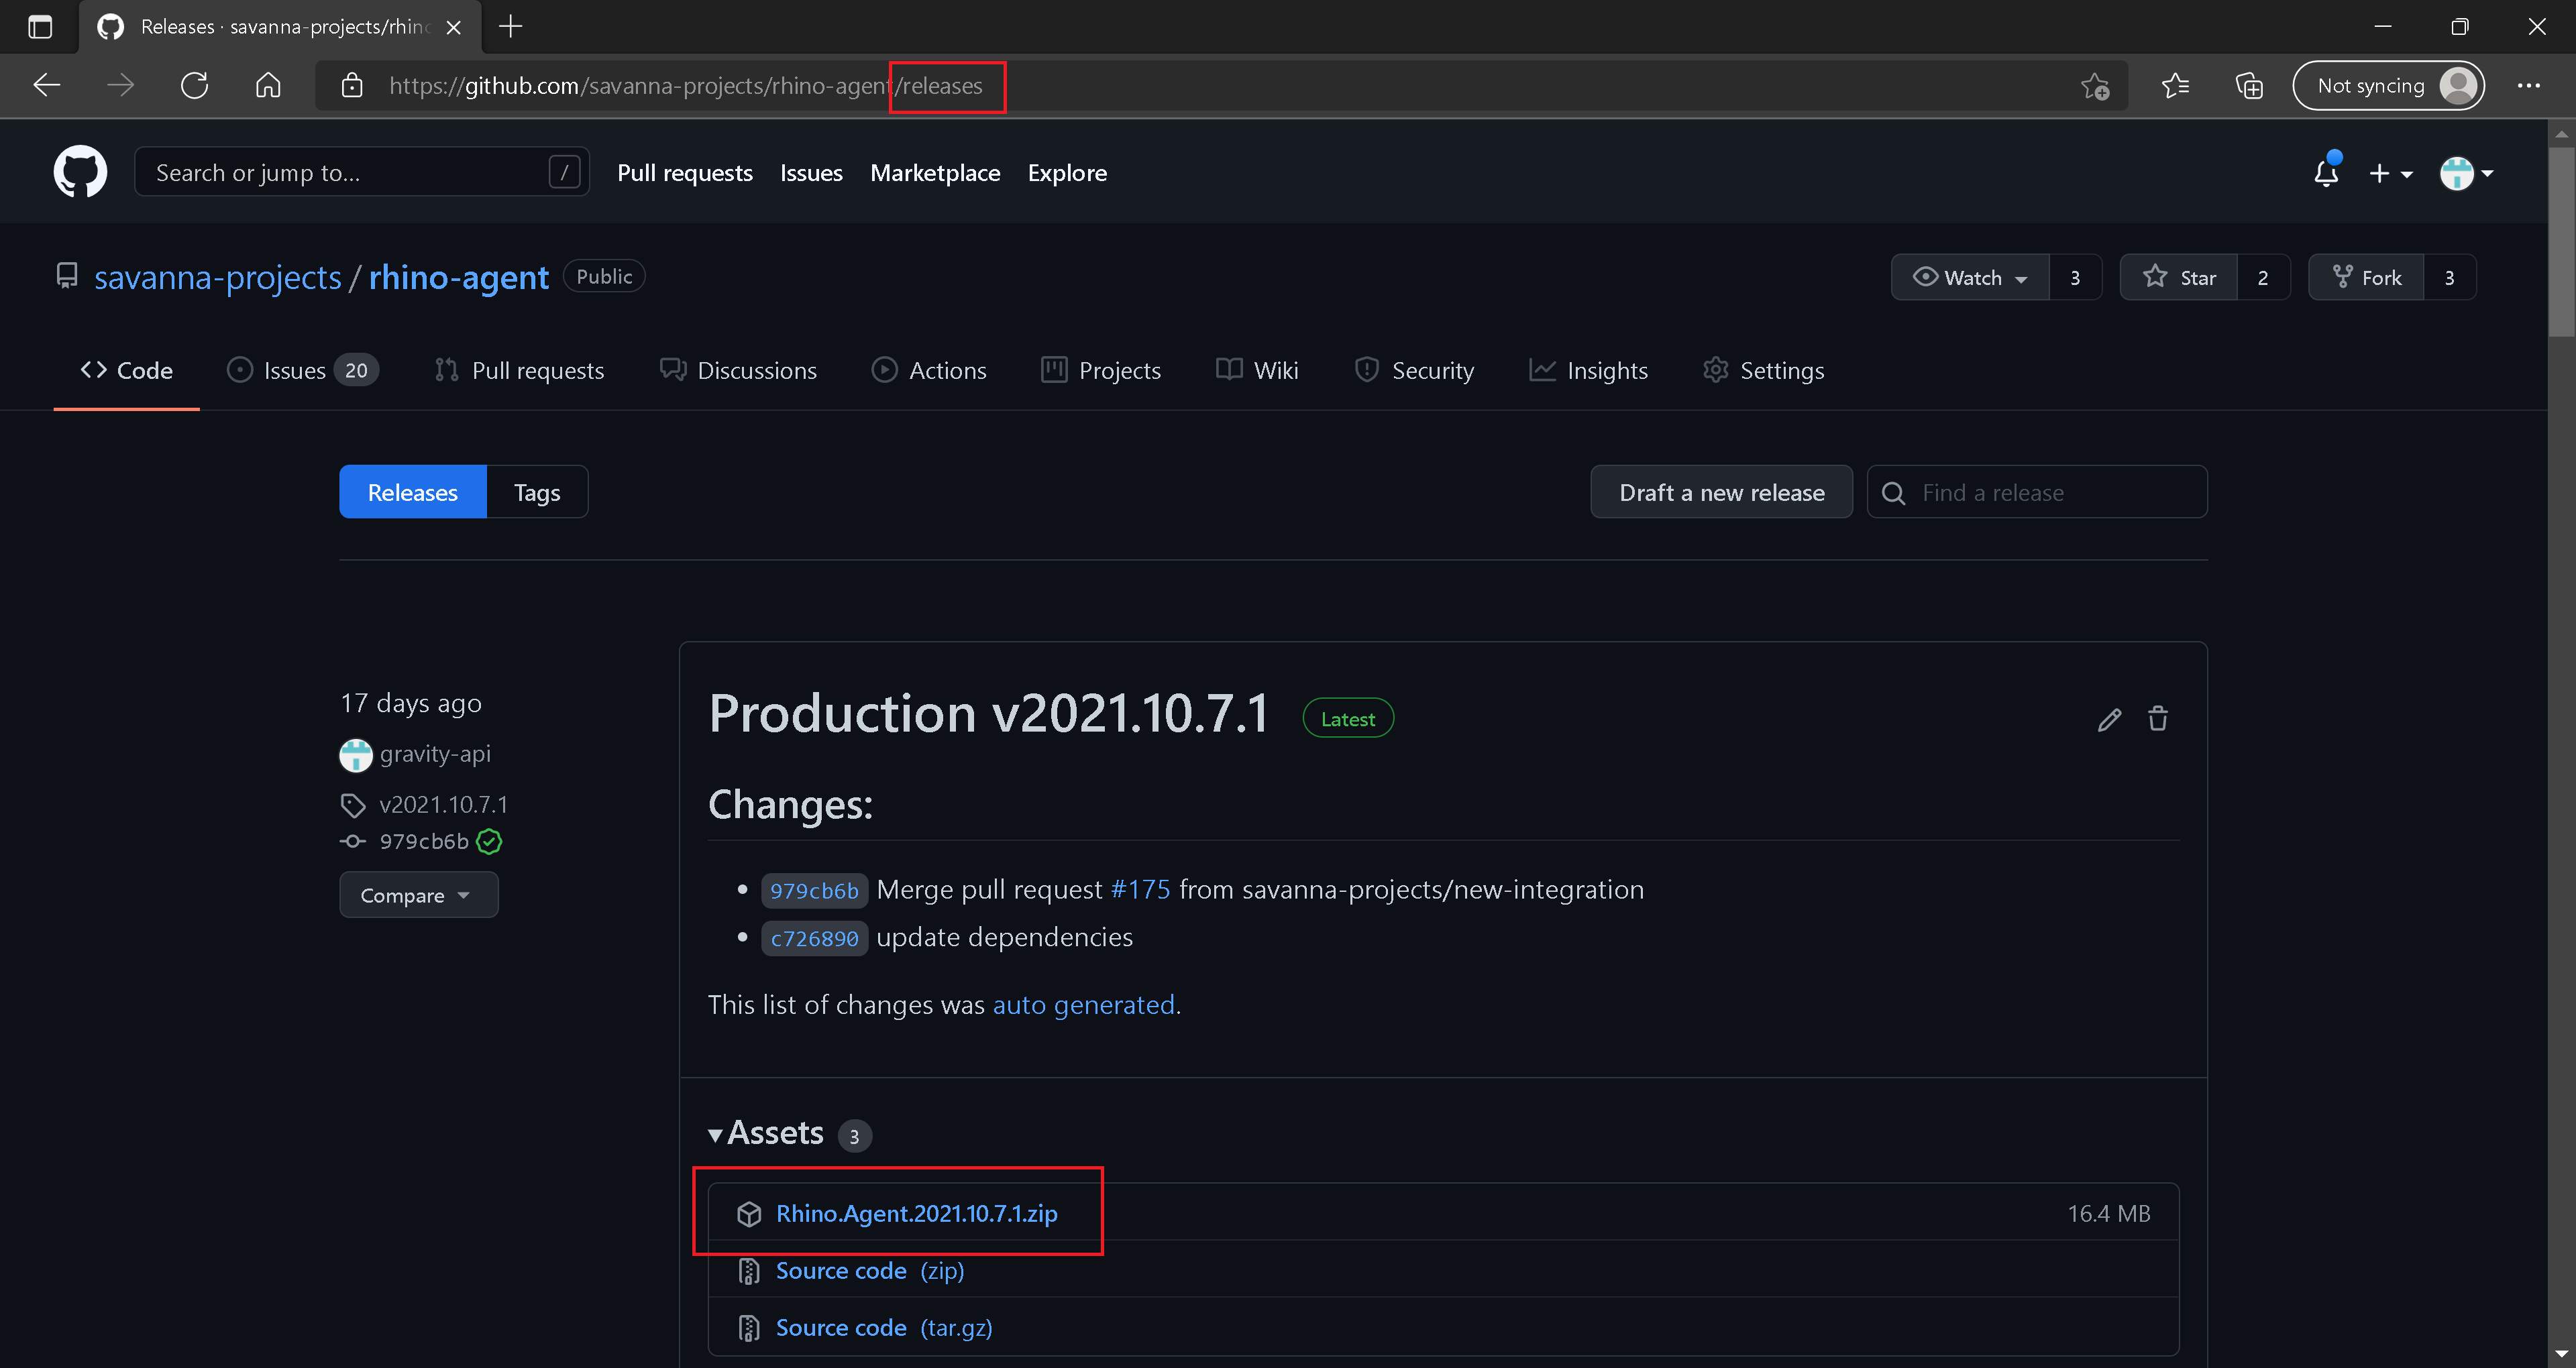 Releases · savanna-projects/rhino
https://github.com/savanna-projects/rhino-agent/releases
Not syncing
Search or jump to...
/
Pull requests
Issues
Marketplace
Explore
savanna-projects / rhino-agent
Public
Watch
3
Star
2
Fork
3
Code
Issues
20
Pull requests
Discussions
Actions
Projects
Wiki
Security
Insights
Settings
Releases
Tags
Draft a new release
Find a release
17 days ago
gravity-api
v2021.10.7.1
979cb6b
Compare
Production v2021.10.7.1
Latest
Changes:
979cb6b Merge pull request #175 from savanna-projects/new-integration
c726890 update dependencies
This list of changes was auto generated.
Assets 3
Rhino.Agent.2021.10.7.1.zip
16.4 MB
Source code (zip)
Source code (tar.gz)